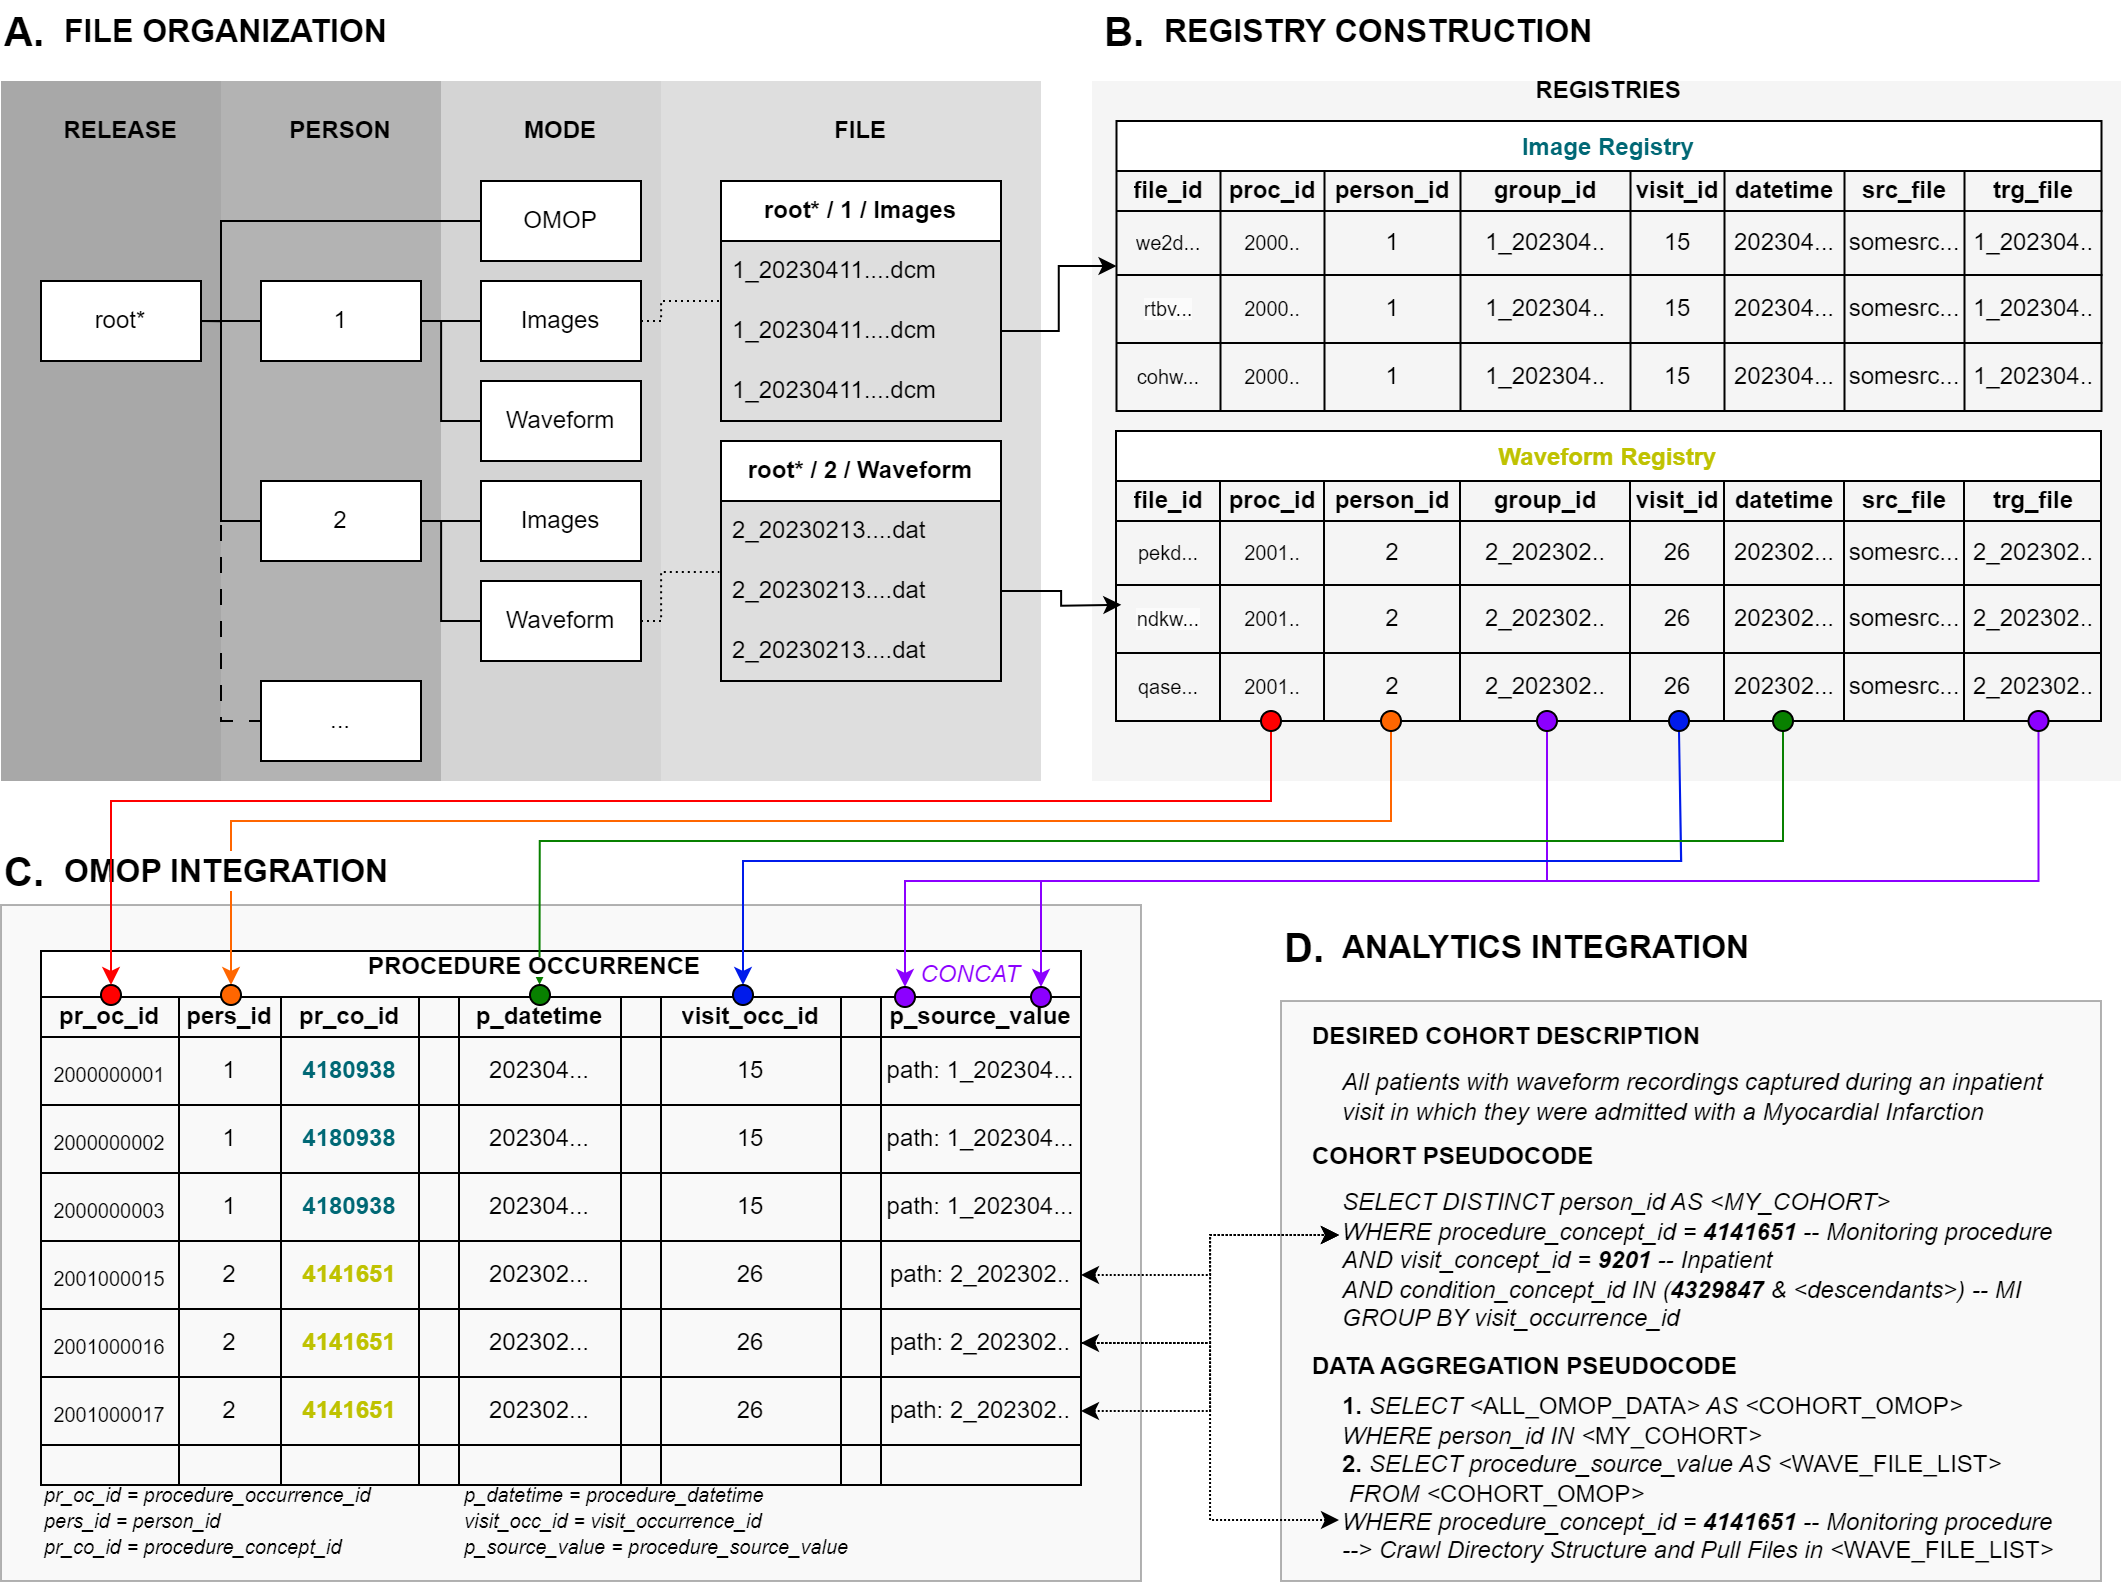 A. FILE ORGANIZATION
RELEASE PERSON MODE FILE
root*
1
2
...
OMOP
Images
Waveform
Images
Waveform
root* / 1 / Images
1_20230411....dcm
1_20230411....dcm
1_20230411....dcm
root* / 2 / Waveform
2_20230213....dat
2_20230213....dat
2_20230213....dat
B. REGISTRY CONSTRUCTION
REGISTRIES
Image Registry
file_id proc_id person_id group_id visit_id datetime src_file trg_file
we2d... 2000.. 1 1_202304.. 15 202304... somesrc... 1_202304..
rtbv... 2000.. 1 1_202304.. 15 202304... somesrc... 1_202304..
cohw... 2000.. 1 1_202304.. 15 202304... somesrc... 1_202304..
Waveform Registry
file_id proc_id person_id group_id visit_id datetime src_file trg_file
pekd... 2001.. 2 2_202302.. 26 202302... somesrc... 2_202302..
ndkw... 2001.. 2 2_202302.. 26 202302... somesrc... 2_202302..
qase... 2001.. 2 2_202302.. 26 202302... somesrc... 2_202302..
C. OMOP INTEGRATION
PROCEDURE OCCURRENCE
CONCAT
pr_oc_id pers_id pr_co_id p_datetime visit_occ_id p_source_value
2000000001 1 4180938 202304... 15 path: 1_202304...
2000000002 1 4180938 202304... 15 path: 1_202304...
2000000003 1 4180938 202304... 15 path: 1_202304...
2001000015 2 4141651 202302... 26 path: 2_202302..
2001000016 2 4141651 202302... 26 path: 2_202302..
2001000017 2 4141651 202302... 26 path: 2_202302..
pr_oc_id = procedure_occurrence_id
pers_id = person_id
pr_co_id = procedure_concept_id
p_datetime = procedure_datetime
visit_occ_id = visit_occurrence_id
p_source_value = procedure_source_value
D. ANALYTICS INTEGRATION
DESIRED COHORT DESCRIPTION
All patients with waveform recordings captured during an inpatient
visit in which they were admitted with a Myocardial Infarction
COHORT PSEUDOCODE
SELECT DISTINCT person_id AS <MY_COHORT>
WHERE procedure_concept_id = 4141651 -- Monitoring procedure
AND visit_concept_id = 9201 -- Inpatient
AND condition_concept_id IN (4329847 & <descendants>) -- MI
GROUP BY visit_occurrence_id
DATA AGGREGATION PSEUDOCODE
1. SELECT <ALL_OMOP_DATA> AS <COHORT_OMOP>
WHERE person_id IN <MY_COHORT>
2. SELECT procedure_source_value AS <WAVE_FILE_LIST>
FROM <COHORT_OMOP>
WHERE procedure_concept_id = 4141651 -- Monitoring procedure
--> Crawl Directory Structure and Pull Files in <WAVE_FILE_LIST>